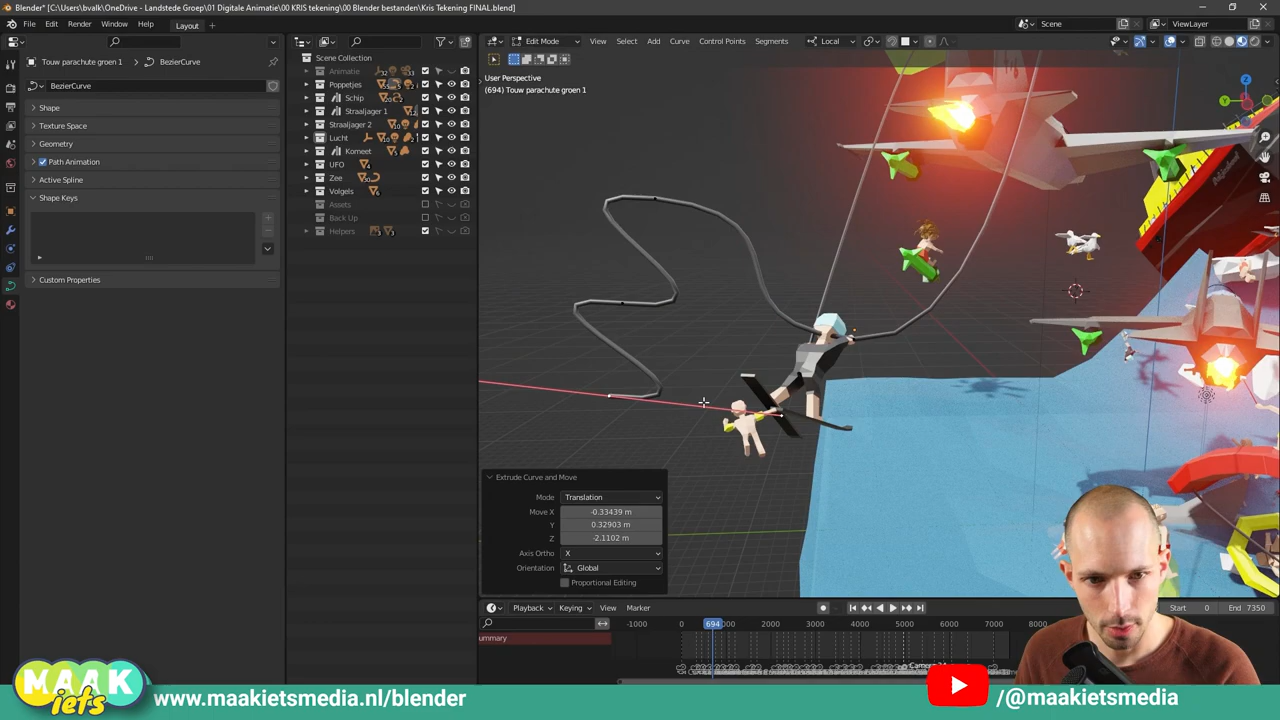 Blender* [C:\Users\bvalk\OneDrive - Landstede Groep\01 Digitale Animatie\00 KRIS tekening\00 Blender bestanden\Kris Tekening FINAL.blend]
File Edit Render Window Help Layout
Scene
ViewLayer
Edit Mode View Select Add Curve Control Points Segments
Local
Touw parachute groen 1
BezierCurve
BezierCurve
Shape
Texture Space
Geometry
Path Animation
Active Spline
Shape Keys
Custom Properties
Scene Collection
Animatie
Poppetjes
Schip
Straaljager 1
Straaljager 2
Lucht
Komeet
UFO
Zee
Volgels
Assets
Back Up
Helpers
User Perspective
(694) Touw parachute groen 1
Z
Y
Extrude Curve and Move
Mode Translation
Move X -0.33439 m
Y 0.32903 m
Z -2.1102 m
Axis Ortho X
Orientation Global
Proportional Editing
Playback Keying View Marker
Start 0 End 7350
-1000 0 694 2000 3000 4000 5000 6000 7000 8000
ummary
MAAK
iets
www.maakietsmedia.nl/blender
/@maakietsmedia